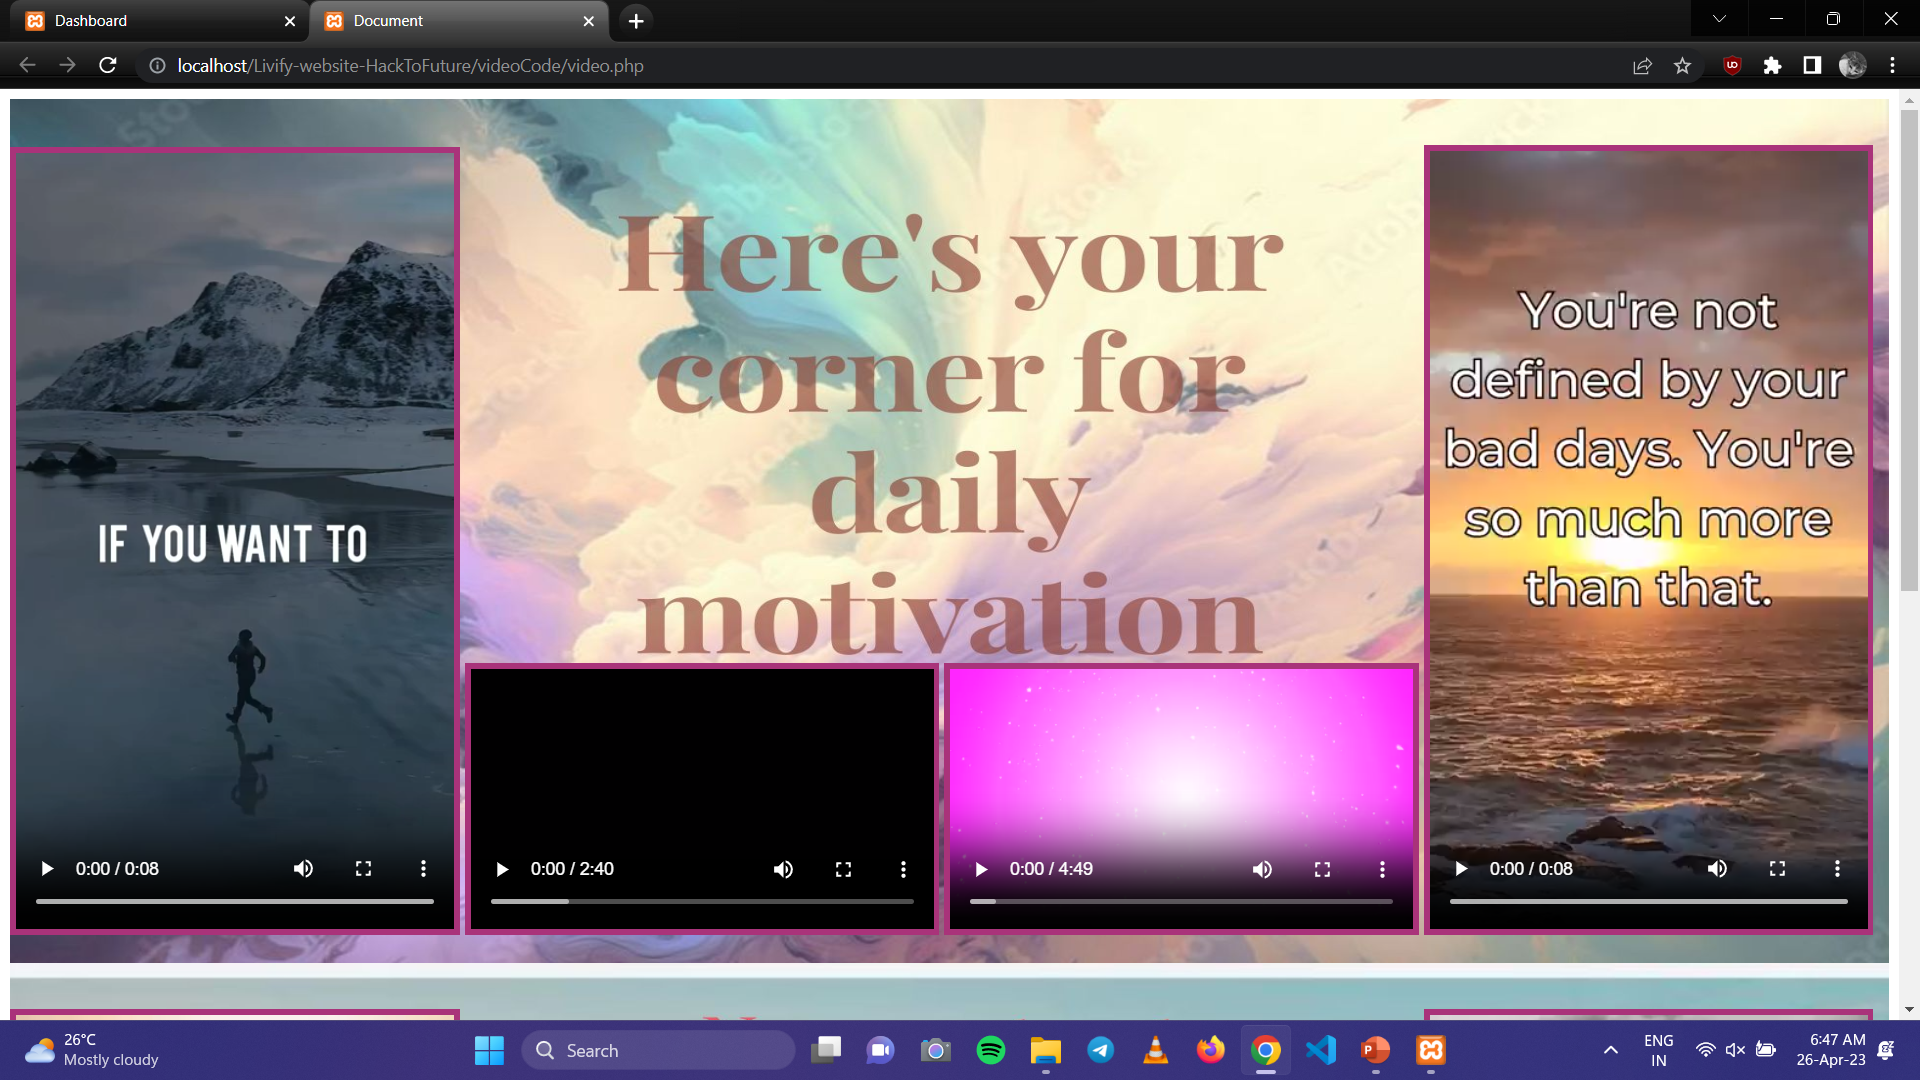 Dashboard
Document
localhost/Livify-website-HackToFuture/videoCode/video.php
Here's your
corner for
daily
motivation
IF YOU WANT TO
You're not
defined by your
bad days. You're
so much more
than that.
0:00 / 0:08
0:00 / 2:40
0:00 / 4:49
0:00 / 0:08
26°C
Mostly cloudy
Search
ENG
IN
6:47 AM
26-Apr-23